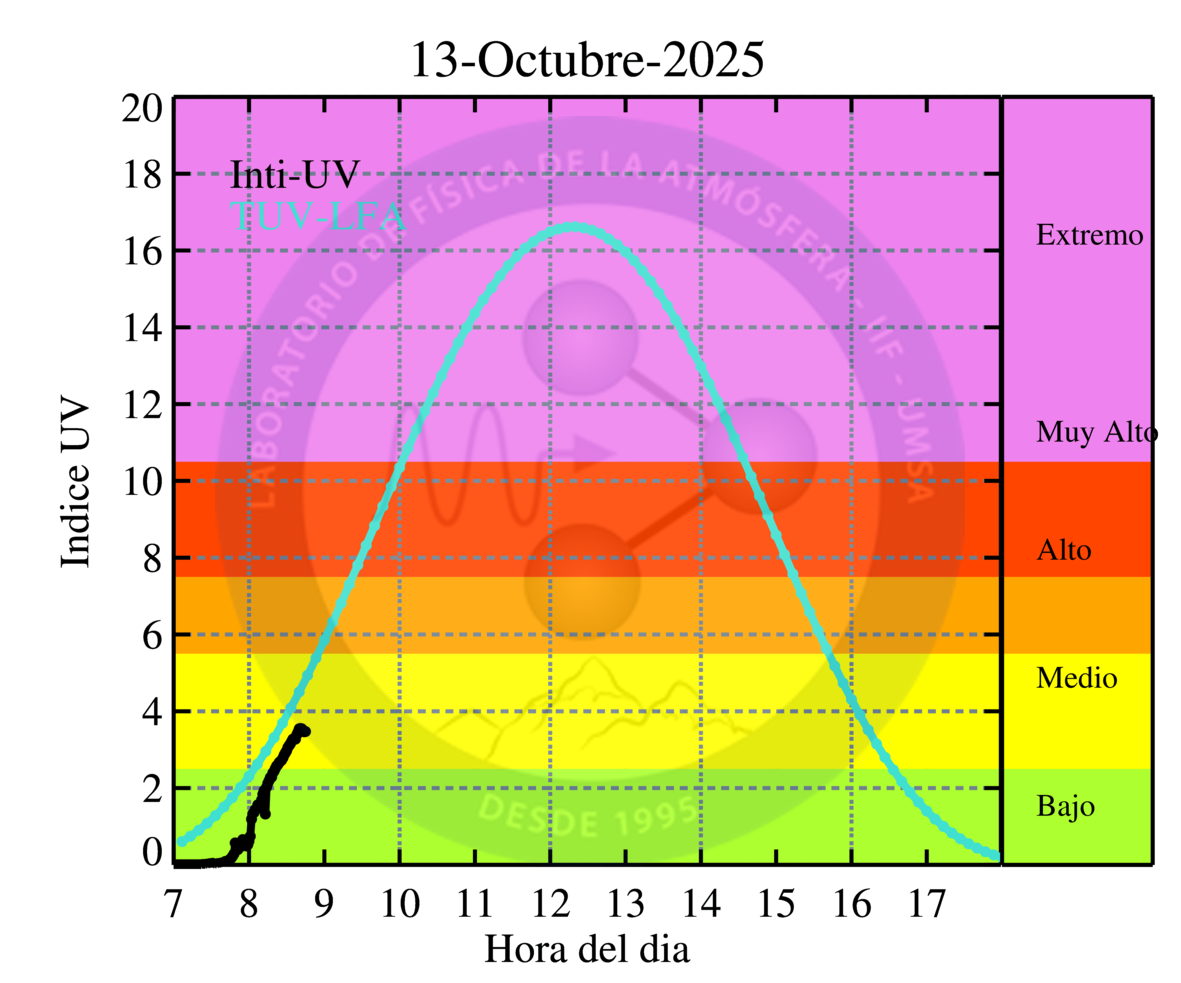 13-Octubre-2025
20
18
16
14
12
10
8
6
4
2
0
Indice UV
Inti-UV
TUV-LFA
LABORATORIO DE FÍSICA DE LA ATMÓSFERA - IIF - UMSA
DESDE 1995
Extremo
Muy Alto
Alto
Medio
Bajo
7 8 9 10 11 12 13 14 15 16 17
Hora del dia